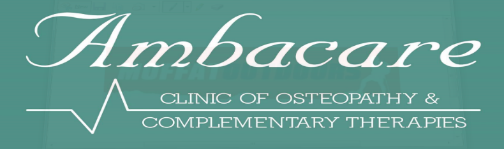 Ambacare
CLINIC OF OSTEOPATHY &
COMPLEMENTARY THERAPIES